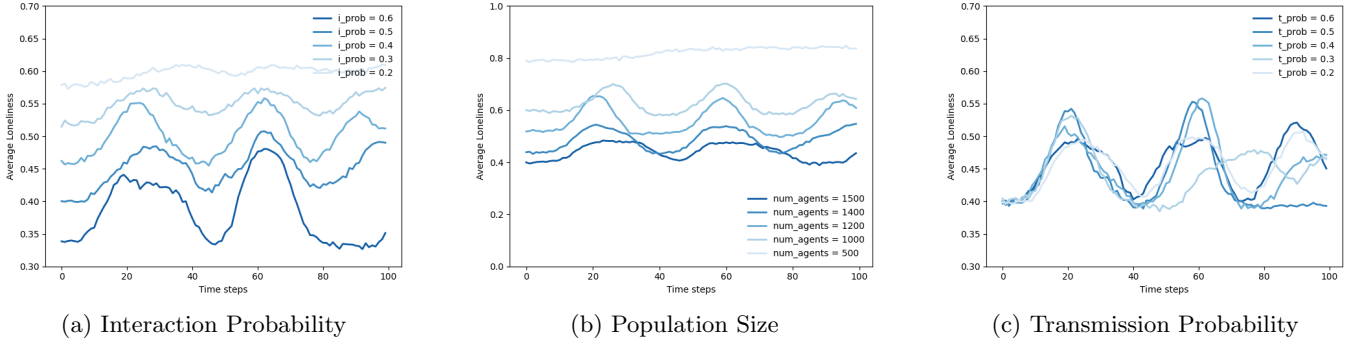 0.70
0.65
0.60
0.55
0.50
0.45
0.40
0.35
0.30
Average Loneliness
0 20 40 60 80 100
Time steps
i_prob = 0.6
i_prob = 0.5
i_prob = 0.4
i_prob = 0.3
i_prob = 0.2
(a) Interaction Probability
1.0
0.8
0.6
0.4
0.2
0.0
Average Loneliness
0 20 40 60 80 100
Time steps
num_agents = 1500
num_agents = 1400
num_agents = 1200
num_agents = 1000
num_agents = 500
(b) Population Size
0.70
0.65
0.60
0.55
0.50
0.45
0.40
0.35
0.30
Average Loneliness
0 20 40 60 80 100
Time steps
t_prob = 0.6
t_prob = 0.5
t_prob = 0.4
t_prob = 0.3
t_prob = 0.2
(c) Transmission Probability